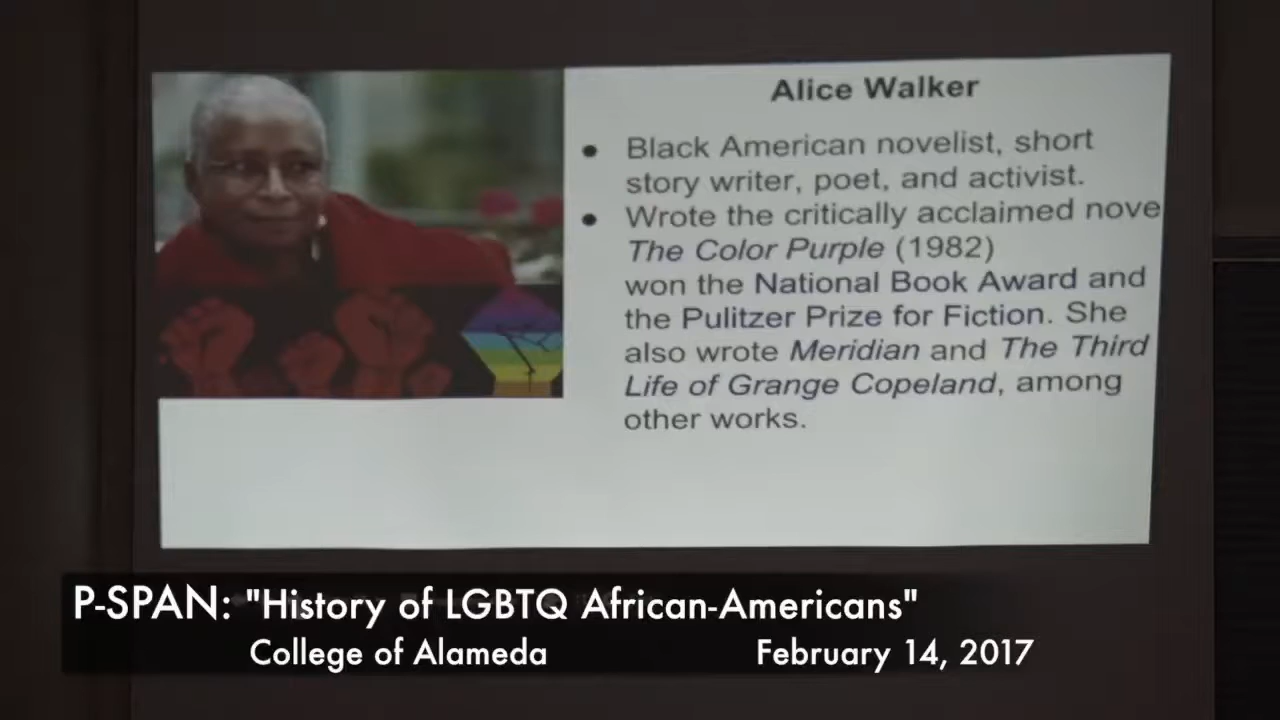 Alice Walker
● Black American novelist, short
story writer, poet, and activist.
● Wrote the critically acclaimed nove
The Color Purple (1982)
won the National Book Award and
the Pulitzer Prize for Fiction. She
also wrote Meridian and The Third
Life of Grange Copeland, among
other works.
P-SPAN: "History of LGBTQ African-Americans"
College of Alameda February 14, 2017